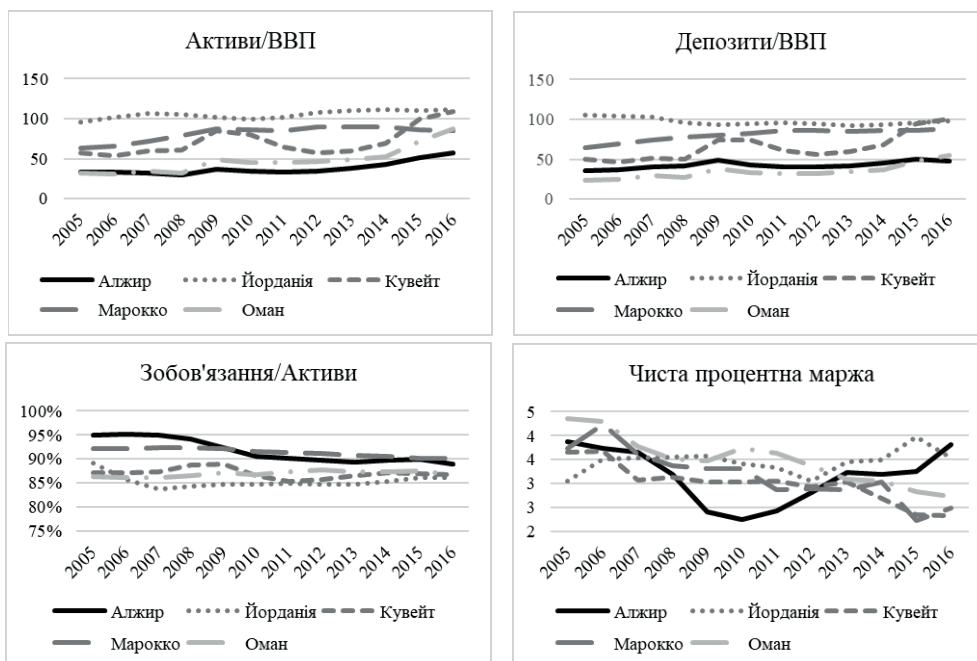 Активи/ВВП
150
100
50
0
2005 2006 2007 2008 2009 2010 2011 2012 2013 2014 2015 2016
Алжир Йорданія Кувейт
Марокко Оман
Депозити/ВВП
150
100
50
0
2005 2006 2007 2008 2009 2010 2011 2012 2013 2014 2015 2016
Алжир Йорданія Кувейт
Марокко Оман
Зобов'язання/Активи
100%
95%
90%
85%
80%
75%
2005 2006 2007 2008 2009 2010 2011 2012 2013 2014 2015 2016
Алжир Йорданія Кувейт
Марокко Оман
Чиста процентна маржа
5
4
4
3
3
2
2005 2006 2007 2008 2009 2010 2011 2012 2013 2014 2015 2016
Алжир Йорданія Кувейт
Марокко Оман